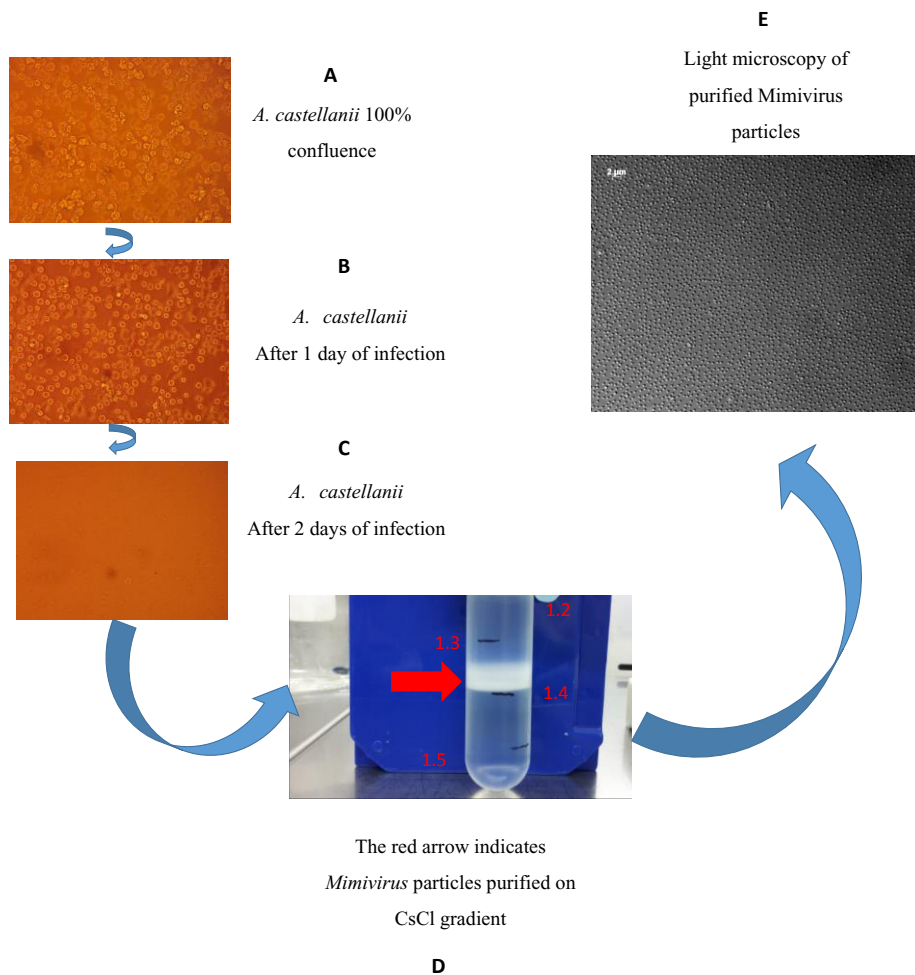 A
A. castellanii 100%
confluence
B
A. castellanii
After 1 day of infection
C
A. castellanii
After 2 days of infection
1.2
1.3
1.4
1.5
The red arrow indicates
Mimivirus particles purified on
CsCl gradient
D
E
Light microscopy of
purified Mimivirus
particles
2 µm